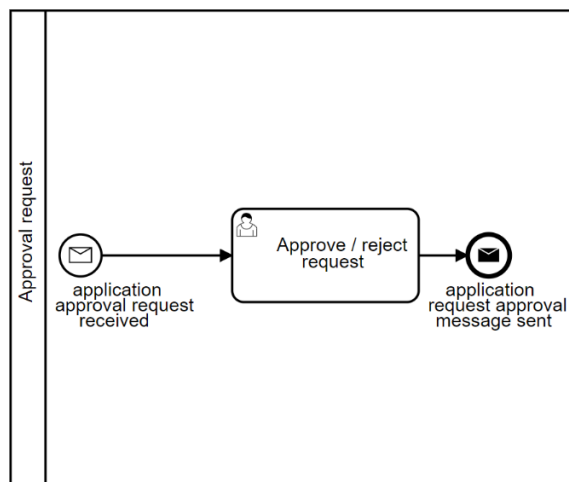 Approval request
Approve / reject
request
application
approval request
received
application
request approval
message sent